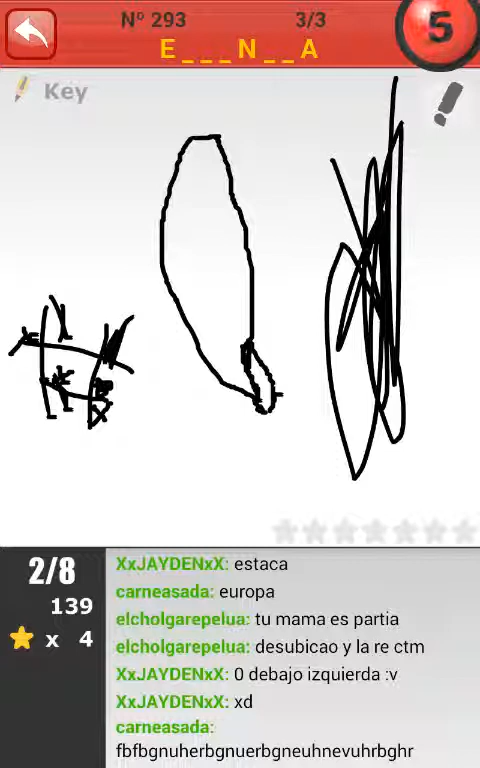 Nº 293 3/3 5
E _ _ _ N _ _ A
Key
2/8
139
x 4
XxJAYDENxX: estaca
carneasada: europa
elcholgarepelua: tu mama es partia
elcholgarepelua: desubicao y la re ctm
XxJAYDENxX: 0 debajo izquierda :v
XxJAYDENxX: xd
carneasada:
fbfbgnuherbgnuerbgneuhnevuhrbghr